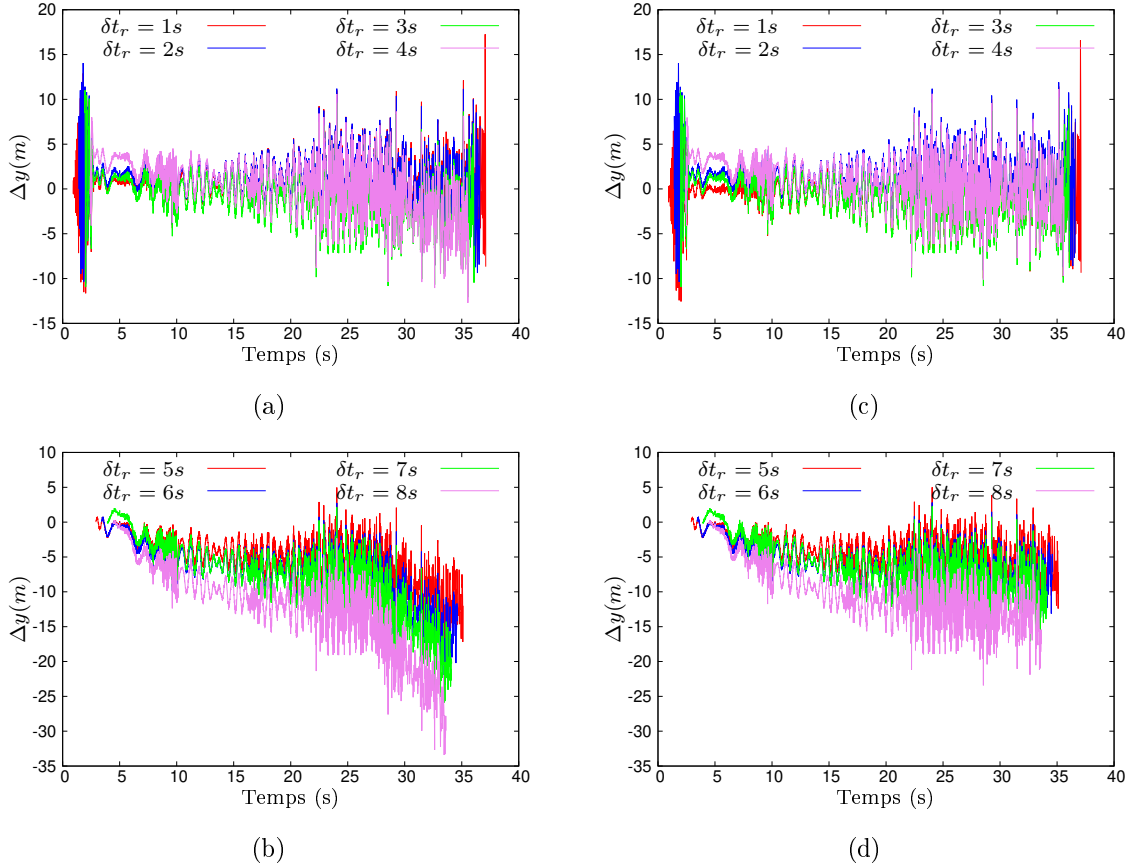 20
15
10
5
0
-5
-10
-15
0 5 10 15 20 25 30 35 40
Δy(m)
Temps (s)
δt_r = 1s
δt_r = 2s
δt_r = 3s
δt_r = 4s
(a)
20
15
10
5
0
-5
-10
-15
0 5 10 15 20 25 30 35 40
Δy(m)
Temps (s)
δt_r = 1s
δt_r = 2s
δt_r = 3s
δt_r = 4s
(c)
10
5
0
-5
-10
-15
-20
-25
-30
-35
0 5 10 15 20 25 30 35 40
Δy(m)
Temps (s)
δt_r = 5s
δt_r = 6s
δt_r = 7s
δt_r = 8s
(b)
10
5
0
-5
-10
-15
-20
-25
-30
-35
0 5 10 15 20 25 30 35 40
Δy(m)
Temps (s)
δt_r = 5s
δt_r = 6s
δt_r = 7s
δt_r = 8s
(d)